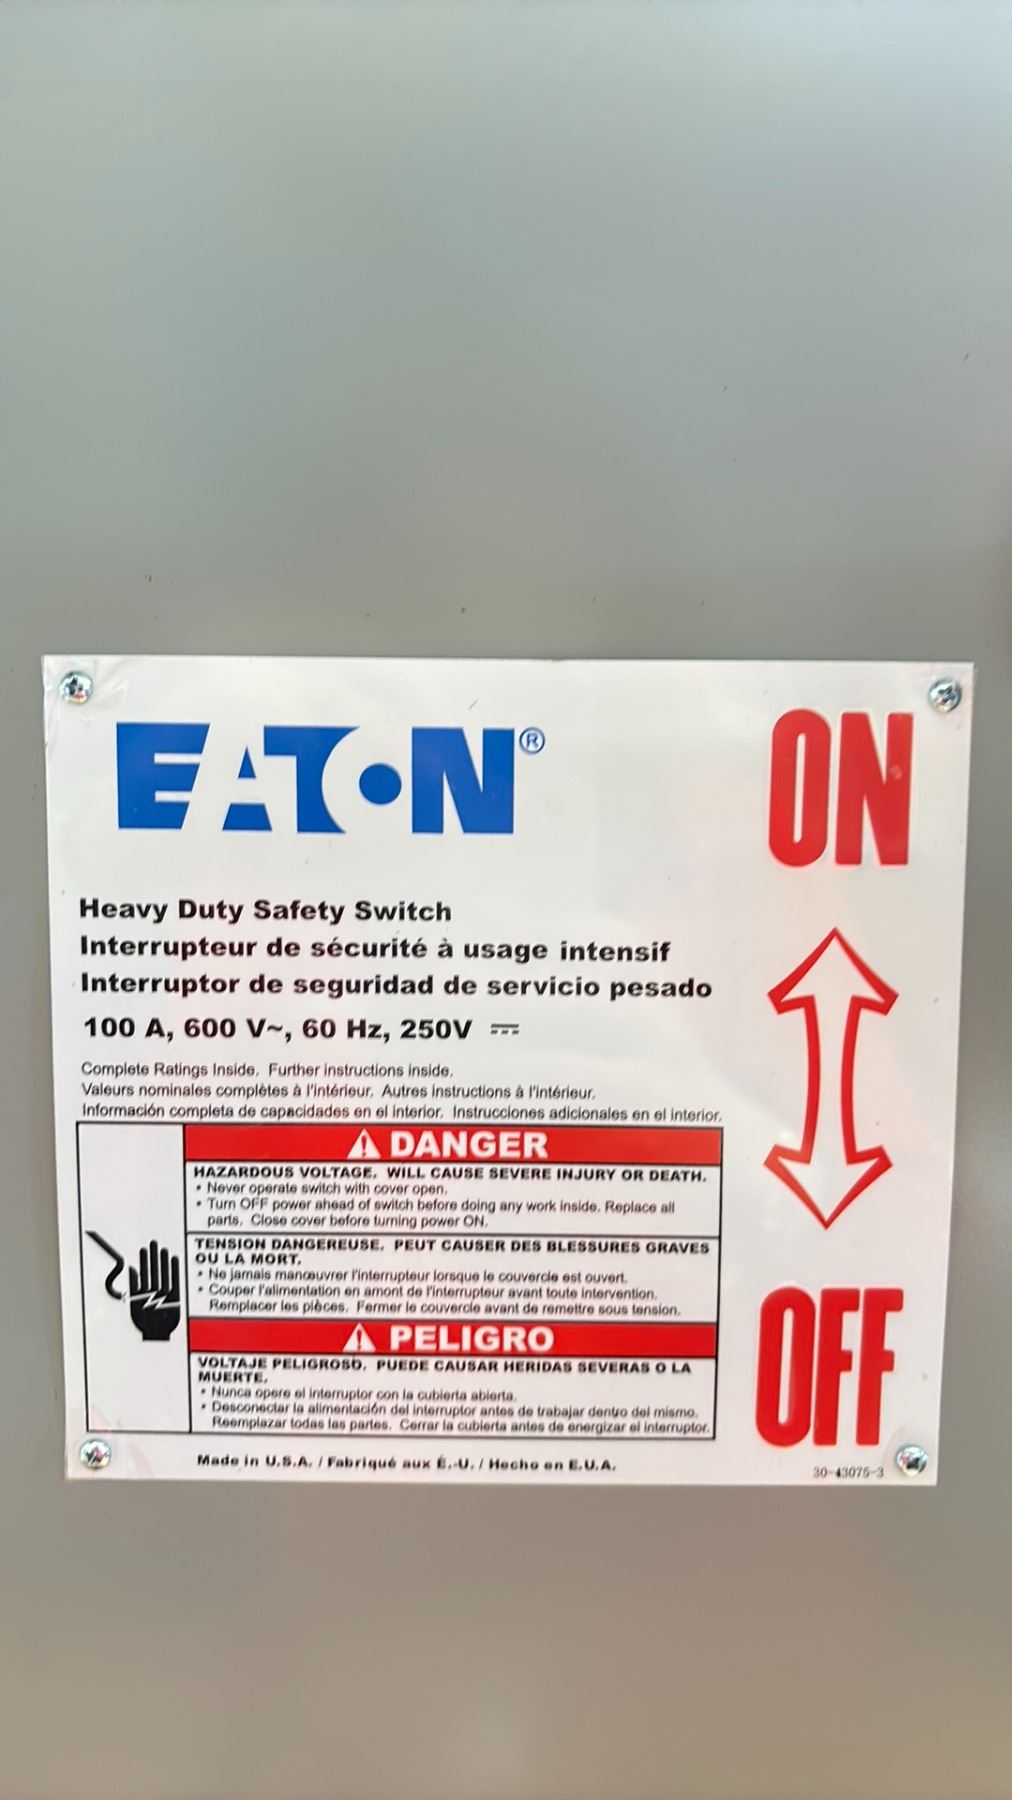 EATON®
ON
Heavy Duty Safety Switch
Interrupteur de sécurité à usage intensif
Interruptor de seguridad de servicio pesado
100 A, 600 V~, 60 Hz, 250V ⎓
Complete Ratings Inside. Further instructions inside.
Valeurs nominales complètes à l'intérieur. Autres instructions à l'intérieur.
Información completa de capacidades en el interior. Instrucciones adicionales en el interior.
⚠ DANGER
HAZARDOUS VOLTAGE. WILL CAUSE SEVERE INJURY OR DEATH.
• Never operate switch with cover open.
• Turn OFF power ahead of switch before doing any work inside. Replace all
parts. Close cover before turning power ON.
TENSION DANGEREUSE. PEUT CAUSER DES BLESSURES GRAVES
OU LA MORT.
• Ne jamais manœuvrer l'interrupteur lorsque le couvercle est ouvert.
• Couper l'alimentation en amont de l'interrupteur avant toute intervention.
Remplacer les pièces. Fermer le couvercle avant de remettre sous tension.
⚠ PELIGRO
VOLTAJE PELIGROSO. PUEDE CAUSAR HERIDAS SEVERAS O LA
MUERTE.
• Nunca opere el interruptor con la cubierta abierta.
• Desconectar la alimentación del interruptor antes de trabajar dentro del mismo.
Reemplazar todas las partes. Cerrar la cubierta antes de energizar el interruptor.
OFF
Made in U.S.A. / Fabriqué aux É.-U. / Hecho en E.U.A.
30-43075-3